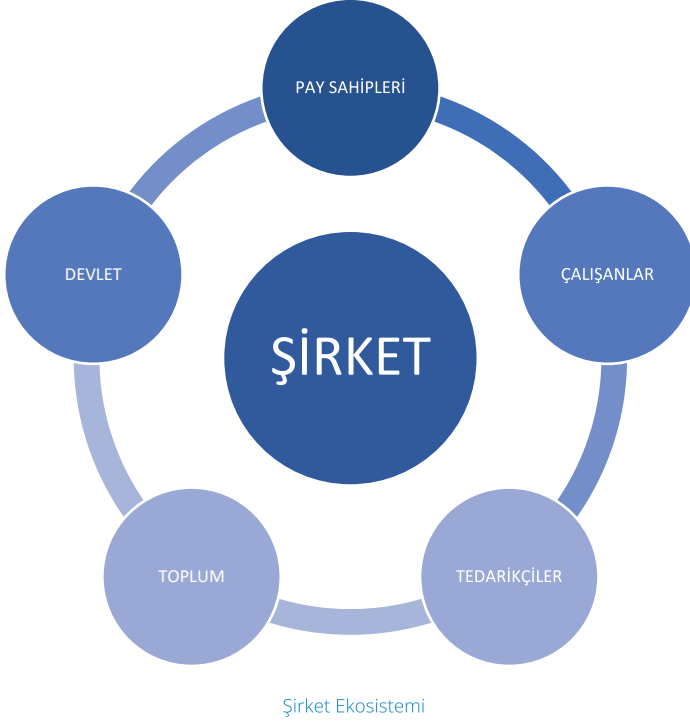 PAY SAHİPLERİ
DEVLET
ÇALIŞANLAR
ŞİRKET
TOPLUM
TEDARİKÇİLER
Şirket Ekosistemi